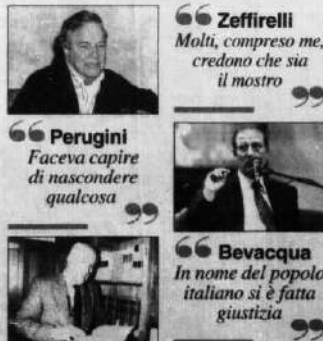 ❝ Zeffirelli
Molti, compreso me,
credono che sia
il mostro ❞
❝ Perugini
Faceva capire
di nascondere
qualcosa ❞
❝ Bevacqua
In nome del popolo
italiano si è fatta
giustizia ❞